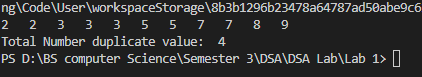 ng\Code\User\workspaceStorage\8b3b1296b23478a64787ad50abe9c6
2 2 3 3 3 5 5 7 7 8 9
Total Number duplicate value: 4
PS D:\BS computer Science\Semester 3\DSA\DSA Lab\Lab 1>